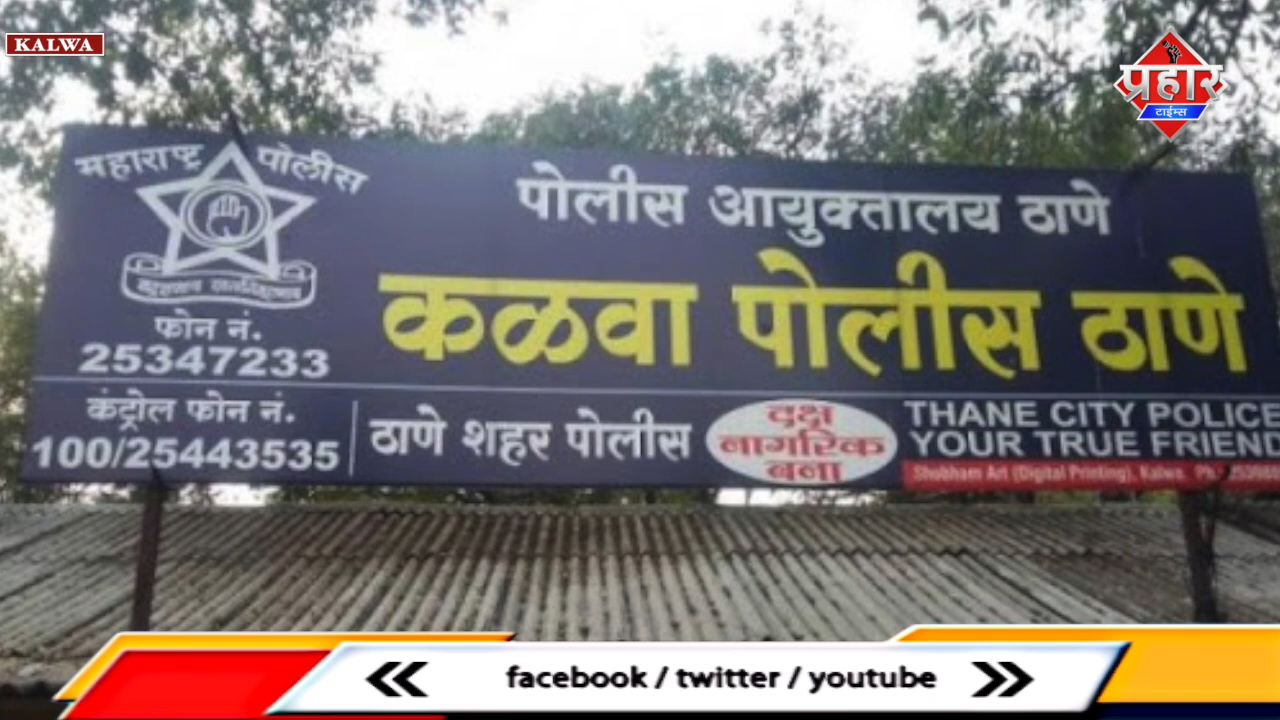 KALWA
प्रहार
टाईम्स
महाराष्ट्र पोलीस
फोन नं.
25347233
कंट्रोल फोन नं.
100/25443535
पोलीस आयुक्तालय ठाणे
कळवा पोलीस ठाणे
ठाणे शहर पोलीस
दक्ष
नागरिक
बना
THANE CITY POLICE
YOUR TRUE FRIEND
Shubham Art (Digital Printing), Kalwa. Ph.:
facebook / twitter / youtube